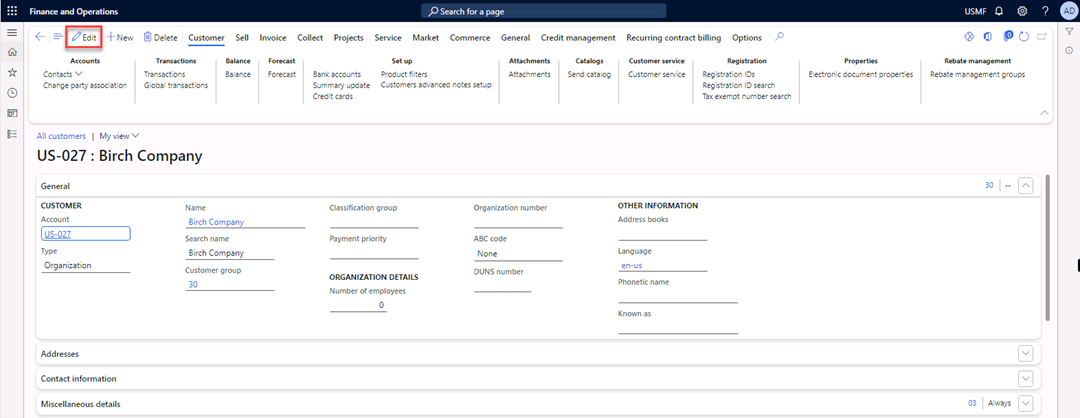 Finance and Operations
Search for a page
USMF
?
AD
Edit
+ New
Delete
Customer
Sell
Invoice
Collect
Projects
Service
Market
Commerce
General
Credit management
Recurring contract billing
Options
0
Accounts
Contacts
Change party association
Transactions
Transactions
Global transactions
Balance
Balance
Forecast
Forecast
Set up
Bank accounts
Summary update
Credit cards
Product filters
Customers advanced notes setup
Attachments
Attachments
Catalogs
Send catalog
Customer service
Customer service
Registration
Registration IDs
Registration ID search
Tax exempt number search
Properties
Electronic document properties
Rebate management
Rebate management groups
All customers | My view
US-027 : Birch Company
General
30 | --
CUSTOMER
Account
US-027
Type
Organization
Name
Birch Company
Search name
Birch Company
Customer group
30
Classification group
Payment priority
ORGANIZATION DETAILS
Number of employees
0
Organization number
ABC code
None
DUNS number
OTHER INFORMATION
Address books
Language
en-us
Phonetic name
Known as
Addresses
Contact information
Miscellaneous details
03 | Always